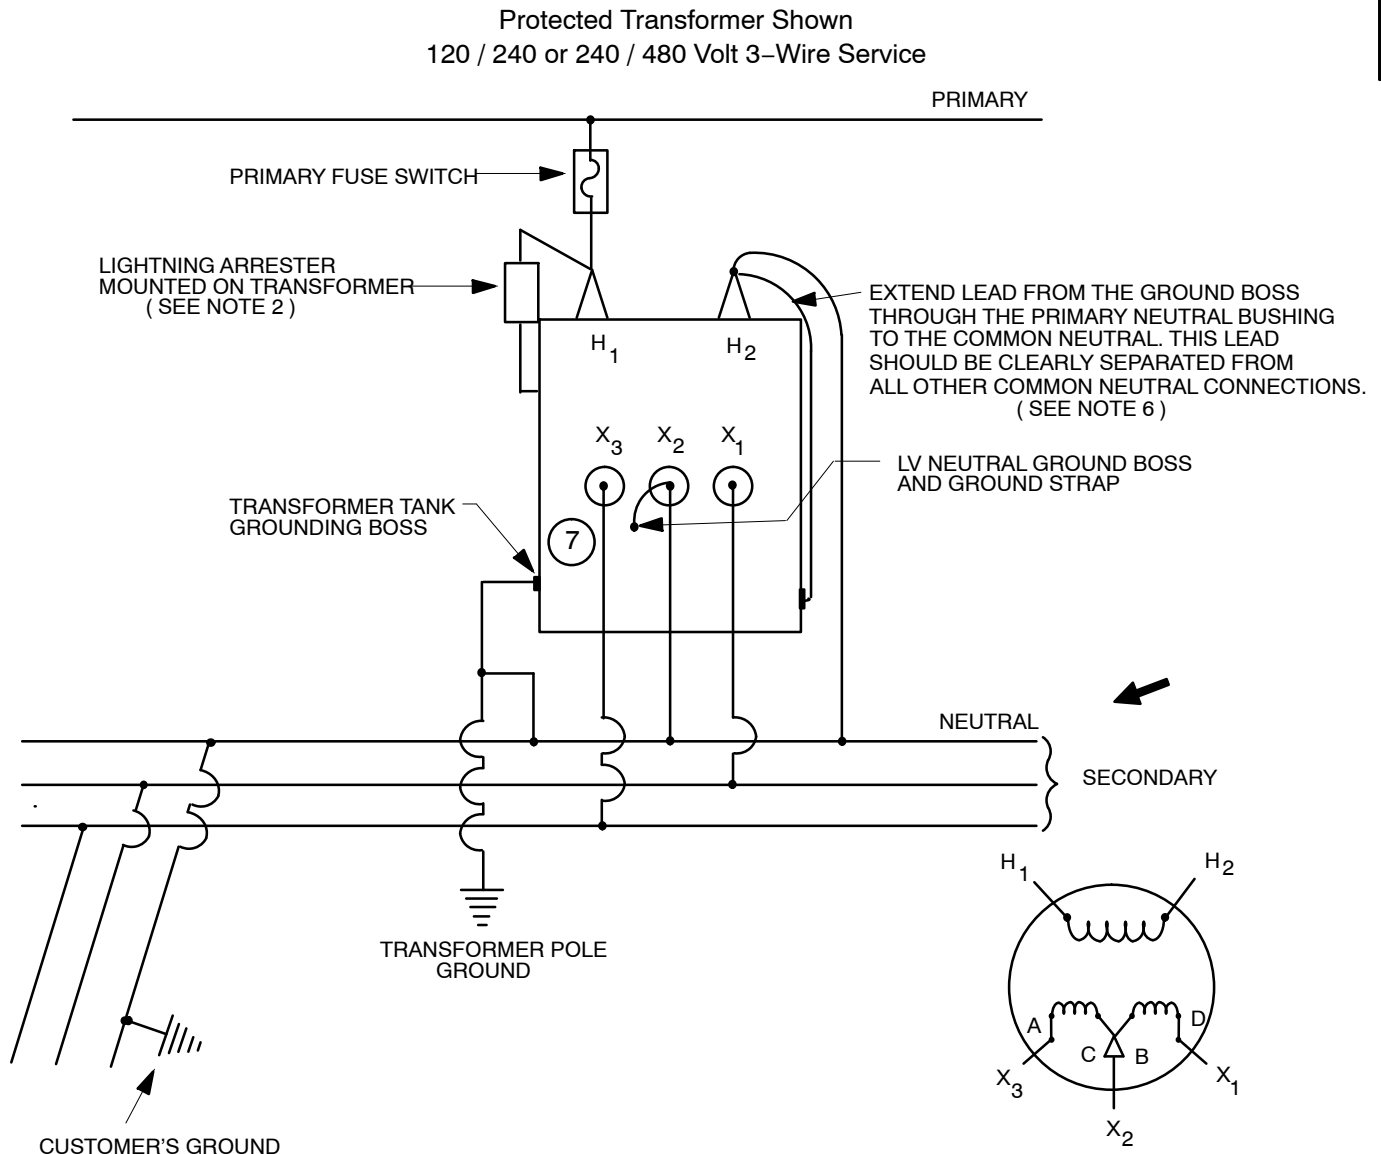 Protected Transformer Shown
120 / 240 or 240 / 480 Volt 3–Wire Service
PRIMARY
PRIMARY FUSE SWITCH
LIGHTNING ARRESTER
MOUNTED ON TRANSFORMER
( SEE NOTE 2 )
EXTEND LEAD FROM THE GROUND BOSS
THROUGH THE PRIMARY NEUTRAL BUSHING
TO THE COMMON NEUTRAL. THIS LEAD
SHOULD BE CLEARLY SEPARATED FROM
ALL OTHER COMMON NEUTRAL CONNECTIONS.
( SEE NOTE 6 )
H1
H2
X3
X2
X1
LV NEUTRAL GROUND BOSS
AND GROUND STRAP
TRANSFORMER TANK
GROUNDING BOSS
7
NEUTRAL
SECONDARY
TRANSFORMER POLE
GROUND
H1
H2
A
D
C
B
X3
X1
X2
CUSTOMER'S GROUND